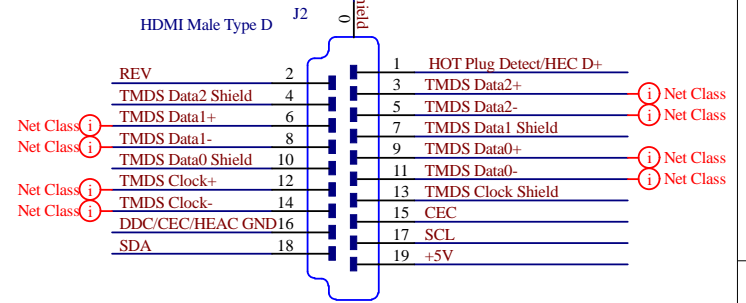 HDMI Male Type D
J2
0
hield
REV 2
TMDS Data2 Shield 4
Net Class i TMDS Data1+ 6
Net Class i TMDS Data1- 8
TMDS Data0 Shield 10
Net Class i TMDS Clock+ 12
Net Class i TMDS Clock- 14
DDC/CEC/HEAC GND 16
SDA 18
1 HOT Plug Detect/HEC D+
3 TMDS Data2+ i Net Class
5 TMDS Data2- i Net Class
7 TMDS Data1 Shield
9 TMDS Data0+ i Net Class
11 TMDS Data0- i Net Class
13 TMDS Clock Shield
15 CEC
17 SCL
19 +5V